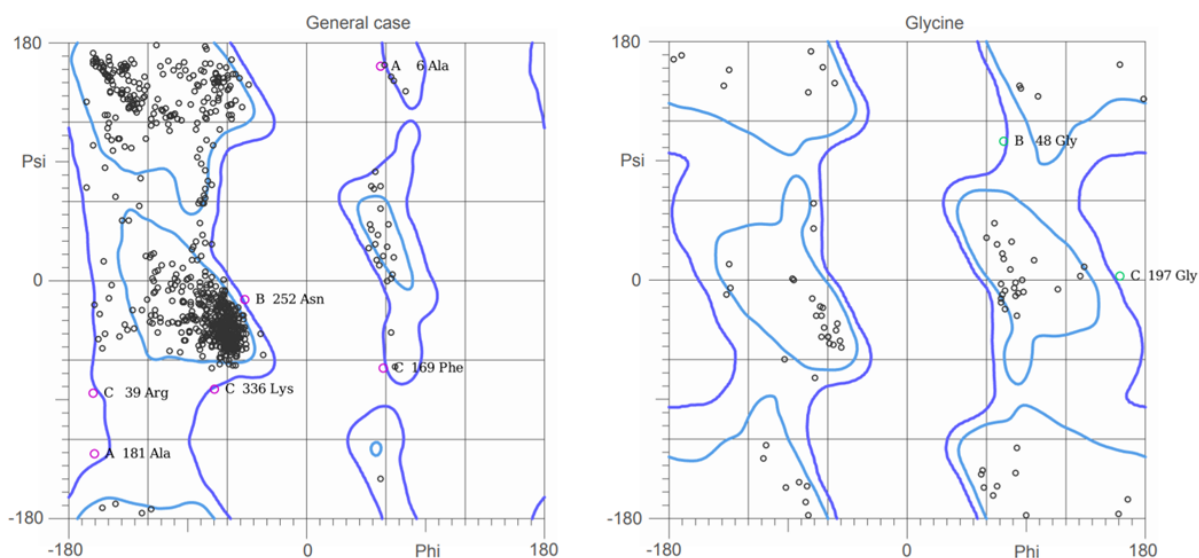 General case
180
Psi
0
-180
-180
0
Phi
180
A 6 Ala
B 252 Asn
C 169 Phe
C 39 Arg
C 336 Lys
A 181 Ala
Glycine
180
Psi
0
-180
-180
0
Phi
180
B 48 Gly
C 197 Gly